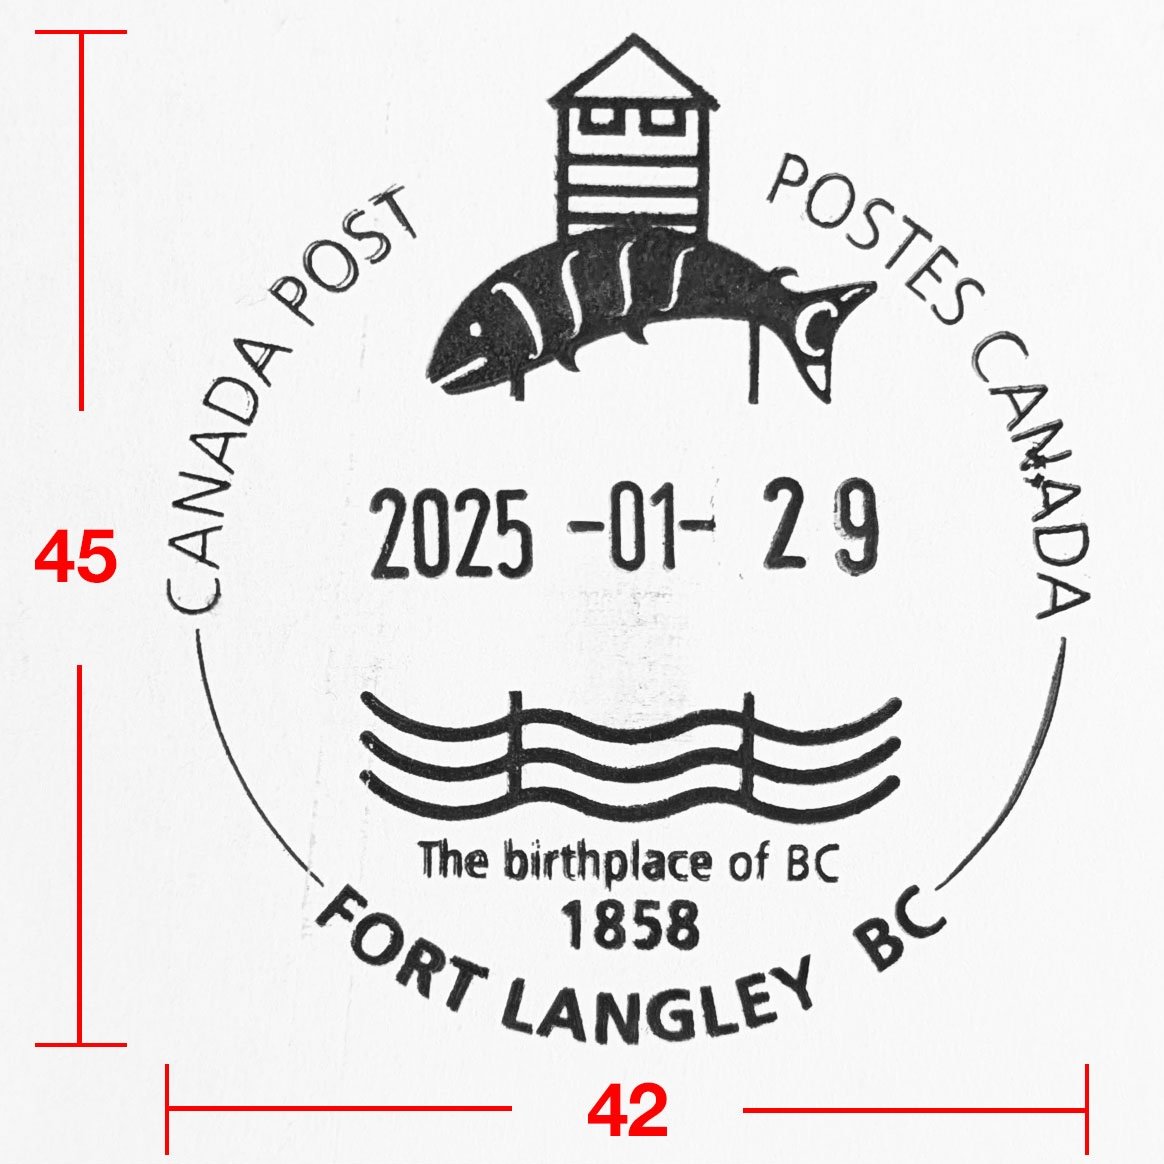 CANADA POST
POSTES CANADA
2025 -01- 29
The birthplace of BC
1858
FORT LANGLEY BC
45
42